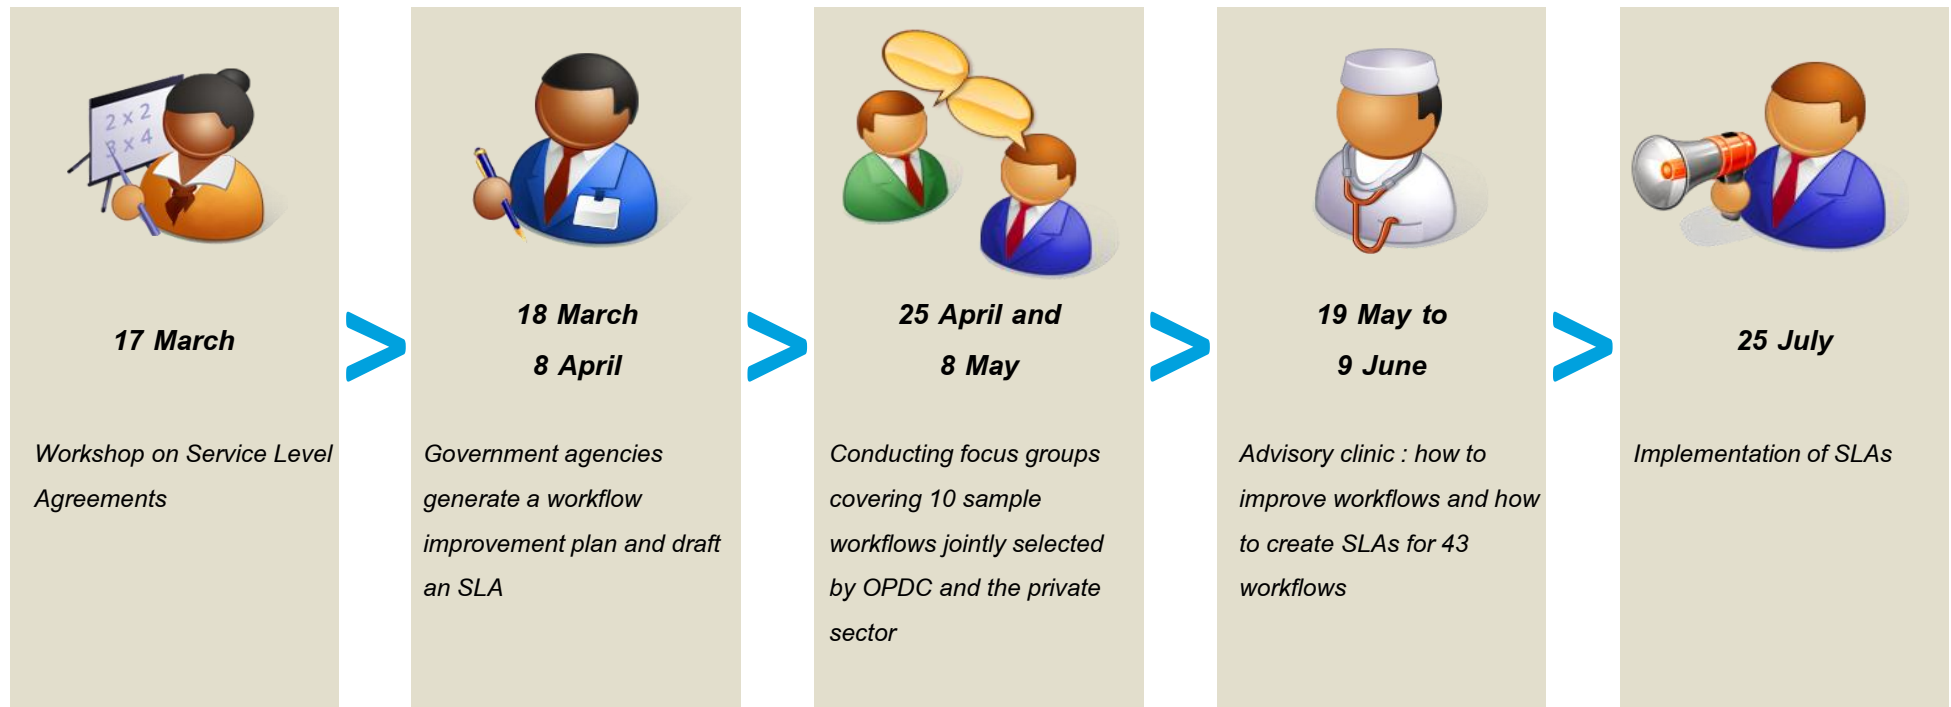 2 x 2
3 x 4
17 March
Workshop on Service Level
Agreements
>
18 March
8 April
Government agencies
generate a workflow
improvement plan and draft
an SLA
>
25 April and
8 May
Conducting focus groups
covering 10 sample
workflows jointly selected
by OPDC and the private
sector
>
19 May to
9 June
Advisory clinic : how to
improve workflows and how
to create SLAs for 43
workflows
>
25 July
Implementation of SLAs